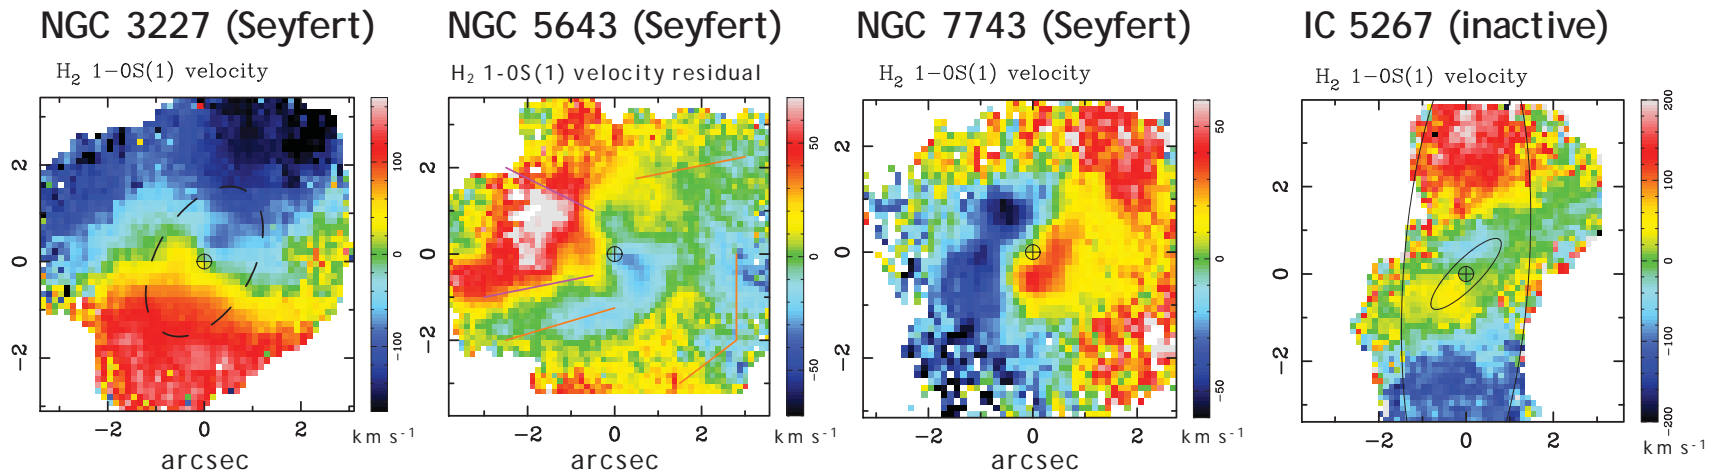 NGC 3227 (Seyfert)
H₂ 1-0S(1) velocity
2
0
−2
−2
0
2
arcsec
100
0
−100
km s⁻¹
NGC 5643 (Seyfert)
H₂ 1-0S(1) velocity residual
2
0
−2
−2
0
2
arcsec
50
0
−50
NGC 7743 (Seyfert)
H₂ 1-0S(1) velocity
2
0
−2
−2
0
2
arcsec
50
0
−50
km s⁻¹
IC 5267 (inactive)
H₂ 1-0S(1) velocity
2
0
−2
−2
0
2
200
100
0
−100
−200
km s⁻¹